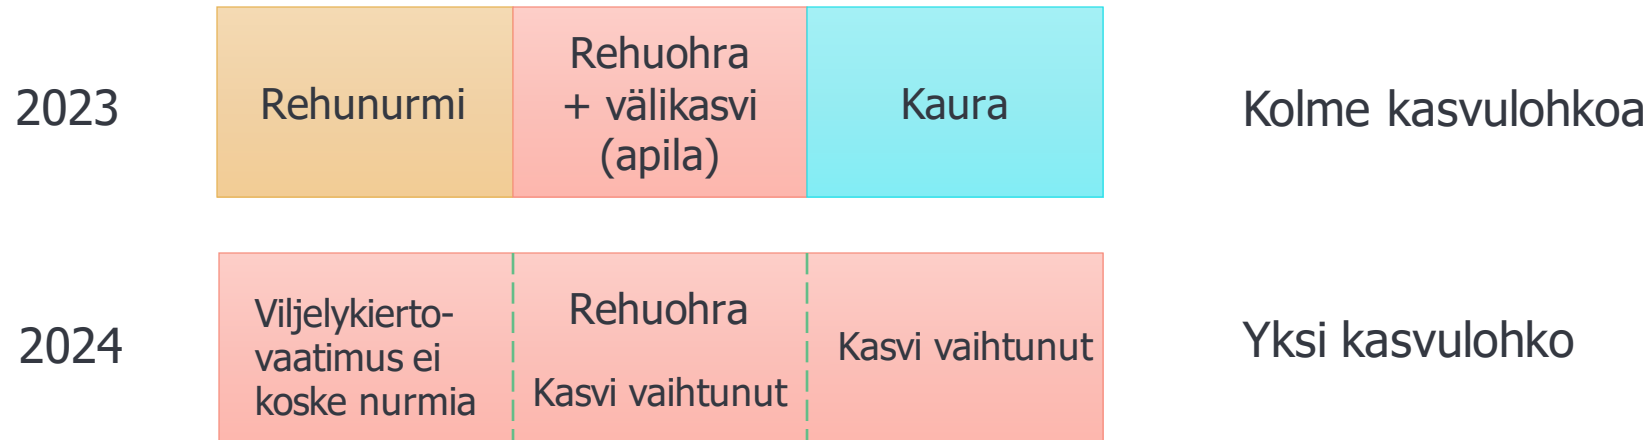 2023
Rehunurmi
Rehuohra
+ välikasvi
(apila)
Kaura
Kolme kasvulohkoa
2024
Viljelykierto-
vaatimus ei
koske nurmia
Rehuohra
Kasvi vaihtunut
Kasvi vaihtunut
Yksi kasvulohko